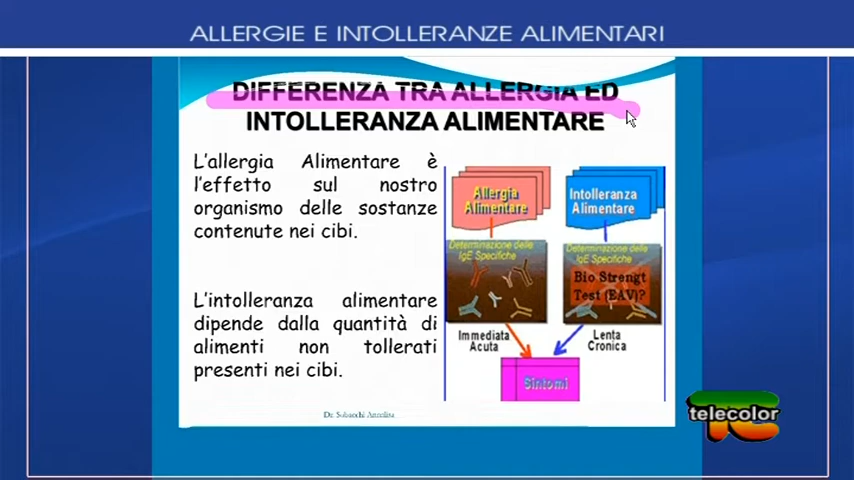 ALLERGIE E INTOLLERANZE ALIMENTARI
DIFFERENZA TRA ALLERGIA ED
INTOLLERANZA ALIMENTARE
L'allergia Alimentare è
l'effetto sul nostro
organismo delle sostanze
contenute nei cibi.
L'intolleranza alimentare
dipende dalla quantità di
alimenti non tollerati
presenti nei cibi.
Allergia
Alimentare
Intolleranza
Alimentare
Determinazione delle
IgE Specifiche
Determinazione delle
IgE Specifiche
Bio Strengt
Test (EAV)?
Immediata
Acuta
Lenta
Cronica
Sintomi
telecolor